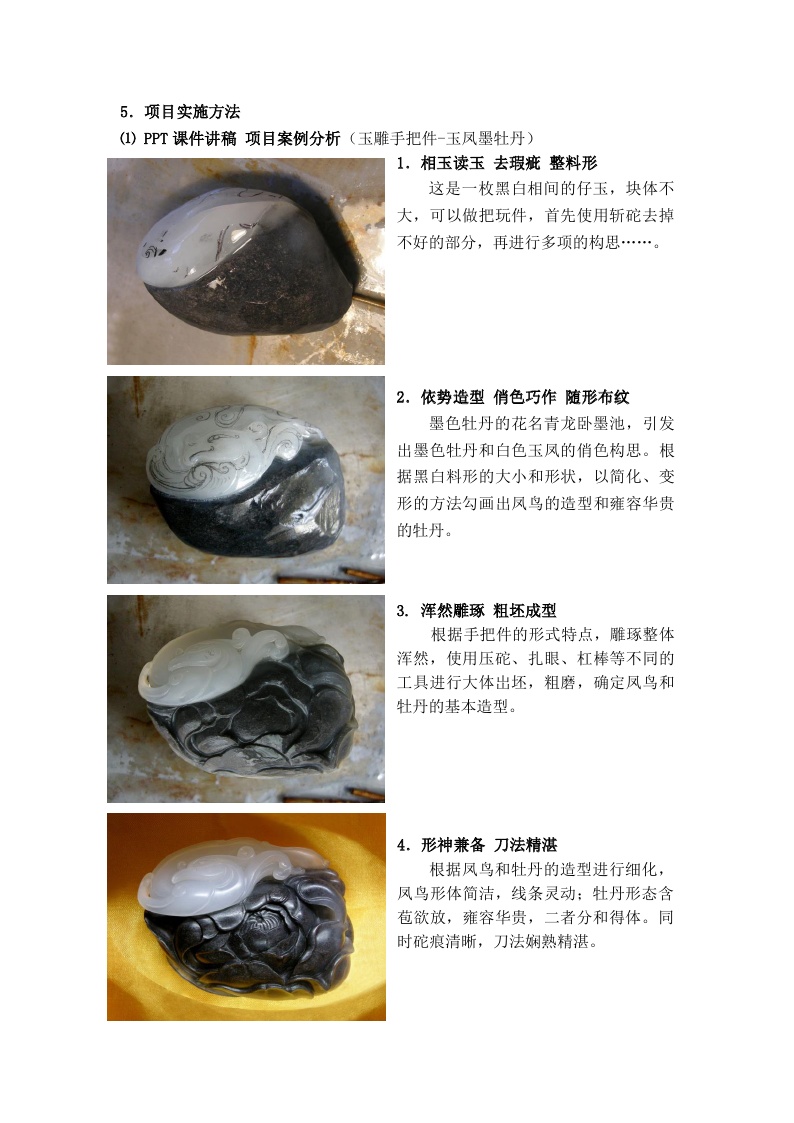 5．项目实施方法
⑴ PPT 课件讲稿 项目案例分析（玉雕手把件-玉凤墨牡丹）
1．相玉读玉 去瑕疵 整料形
这是一枚黑白相间的仔玉，块体不
大，可以做把玩件，首先使用斩砣去掉
不好的部分，再进行多项的构思……。
2．依势造型 俏色巧作 随形布纹
墨色牡丹的花名青龙卧墨池，引发
出墨色牡丹和白色玉凤的俏色构思。根
据黑白料形的大小和形状，以简化、变
形的方法勾画出凤鸟的造型和雍容华贵
的牡丹。
3．浑然雕琢 粗坯成型
根据手把件的形式特点，雕琢整体
浑然，使用压砣、扎眼、杠棒等不同的
工具进行大体出坯，粗磨，确定凤鸟和
牡丹的基本造型。
4．形神兼备 刀法精湛
根据凤鸟和牡丹的造型进行细化，
凤鸟形体简洁，线条灵动；牡丹形态含
苞欲放，雍容华贵，二者分和得体。同
时砣痕清晰，刀法娴熟精湛。